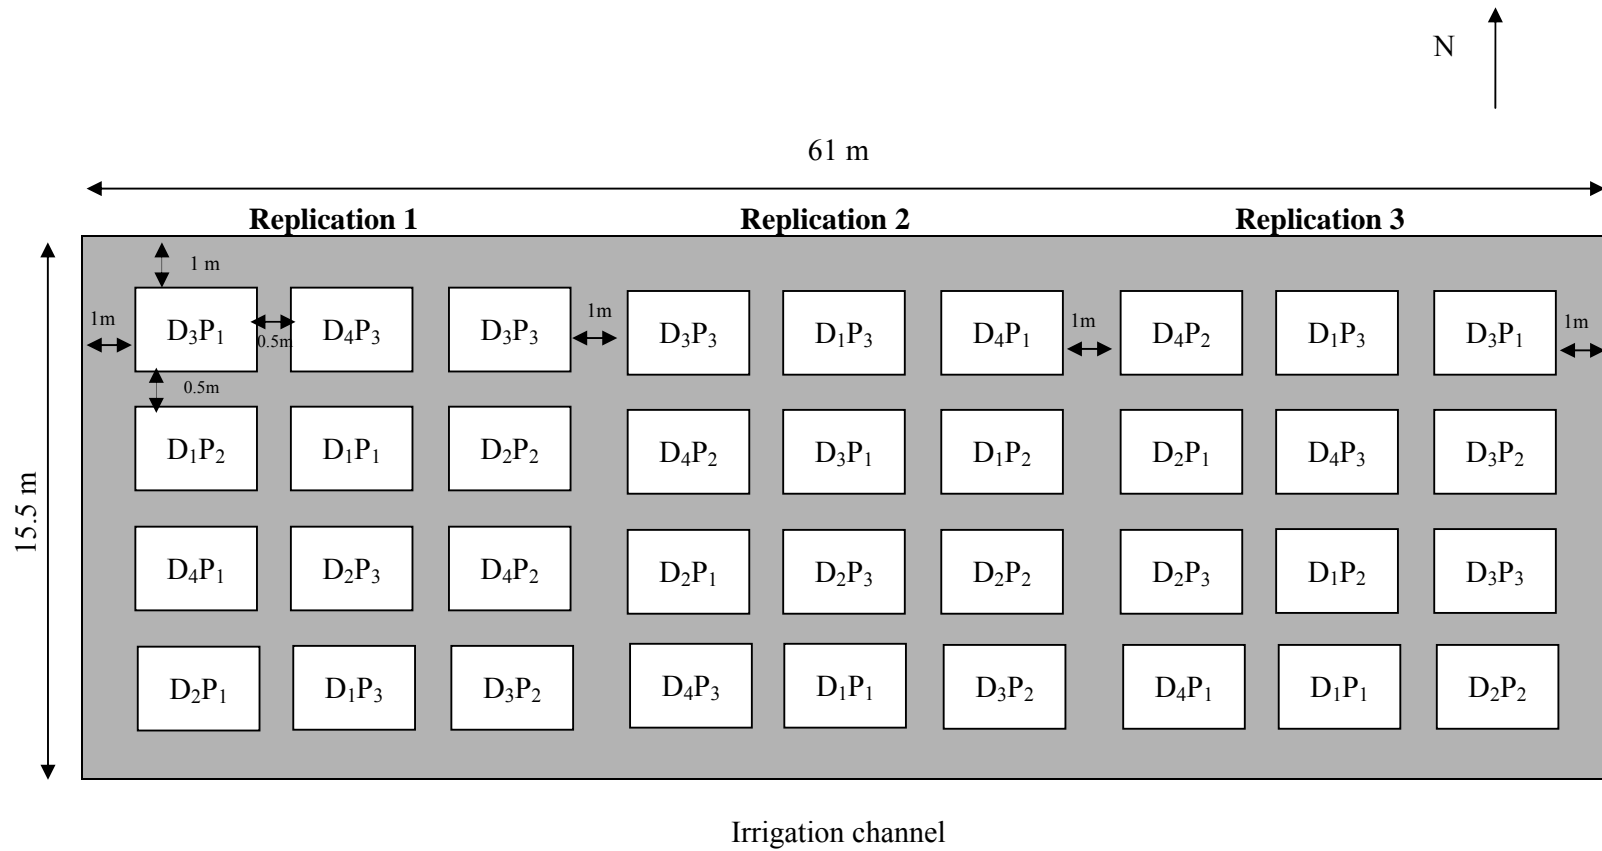 N
61 m
Replication 1 Replication 2 Replication 3
1 m
1m 1m 1m 1m
D₃P₁ D₄P₃ D₃P₃ D₃P₃ D₁P₃ D₄P₁ D₄P₂ D₁P₃ D₃P₁
0.5m
0.5m
D₁P₂ D₁P₁ D₂P₂ D₄P₂ D₃P₁ D₁P₂ D₂P₁ D₄P₃ D₃P₂
15.5 m
D₄P₁ D₂P₃ D₄P₂ D₂P₁ D₂P₃ D₂P₂ D₂P₃ D₁P₂ D₃P₃
D₂P₁ D₁P₃ D₃P₂ D₄P₃ D₁P₁ D₃P₂ D₄P₁ D₁P₁ D₂P₂
Irrigation channel